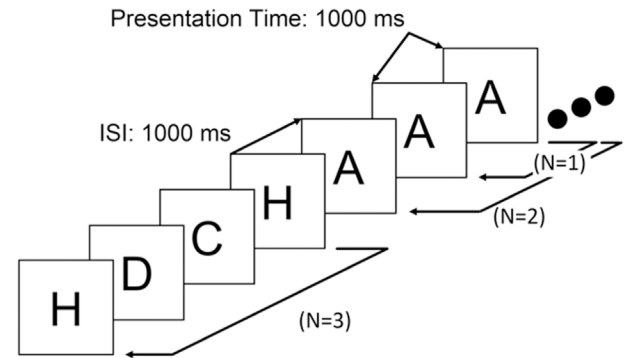 Presentation Time: 1000 ms
A
A
ISI: 1000 ms
(N=1)
A
H
(N=2)
C
D
H
(N=3)